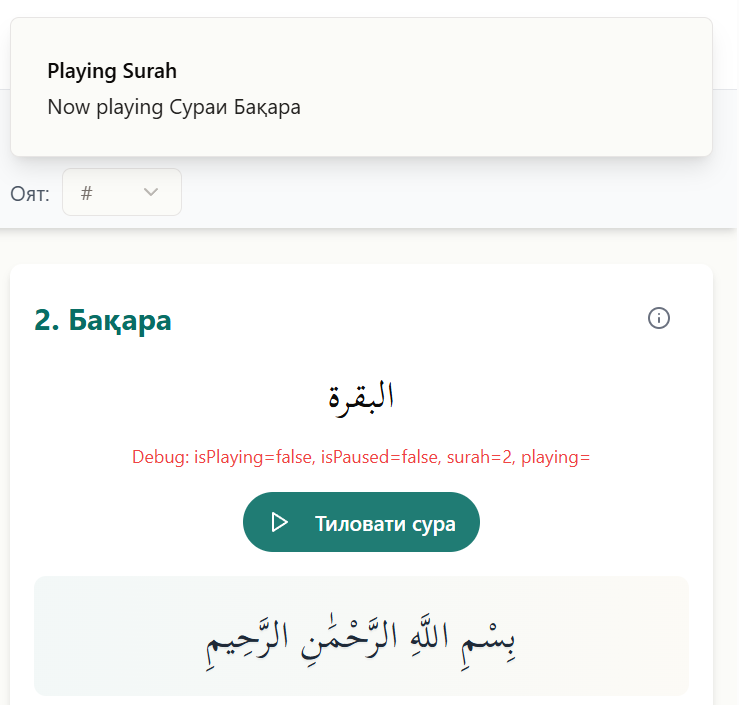 Playing Surah
Now playing Сураи Бақара
Оят: #
2. Бақара
البقرة
Debug: isPlaying=false, isPaused=false, surah=2, playing=
Тиловати сура
بِسْمِ اللَّهِ الرَّحْمَٰنِ الرَّحِيمِ